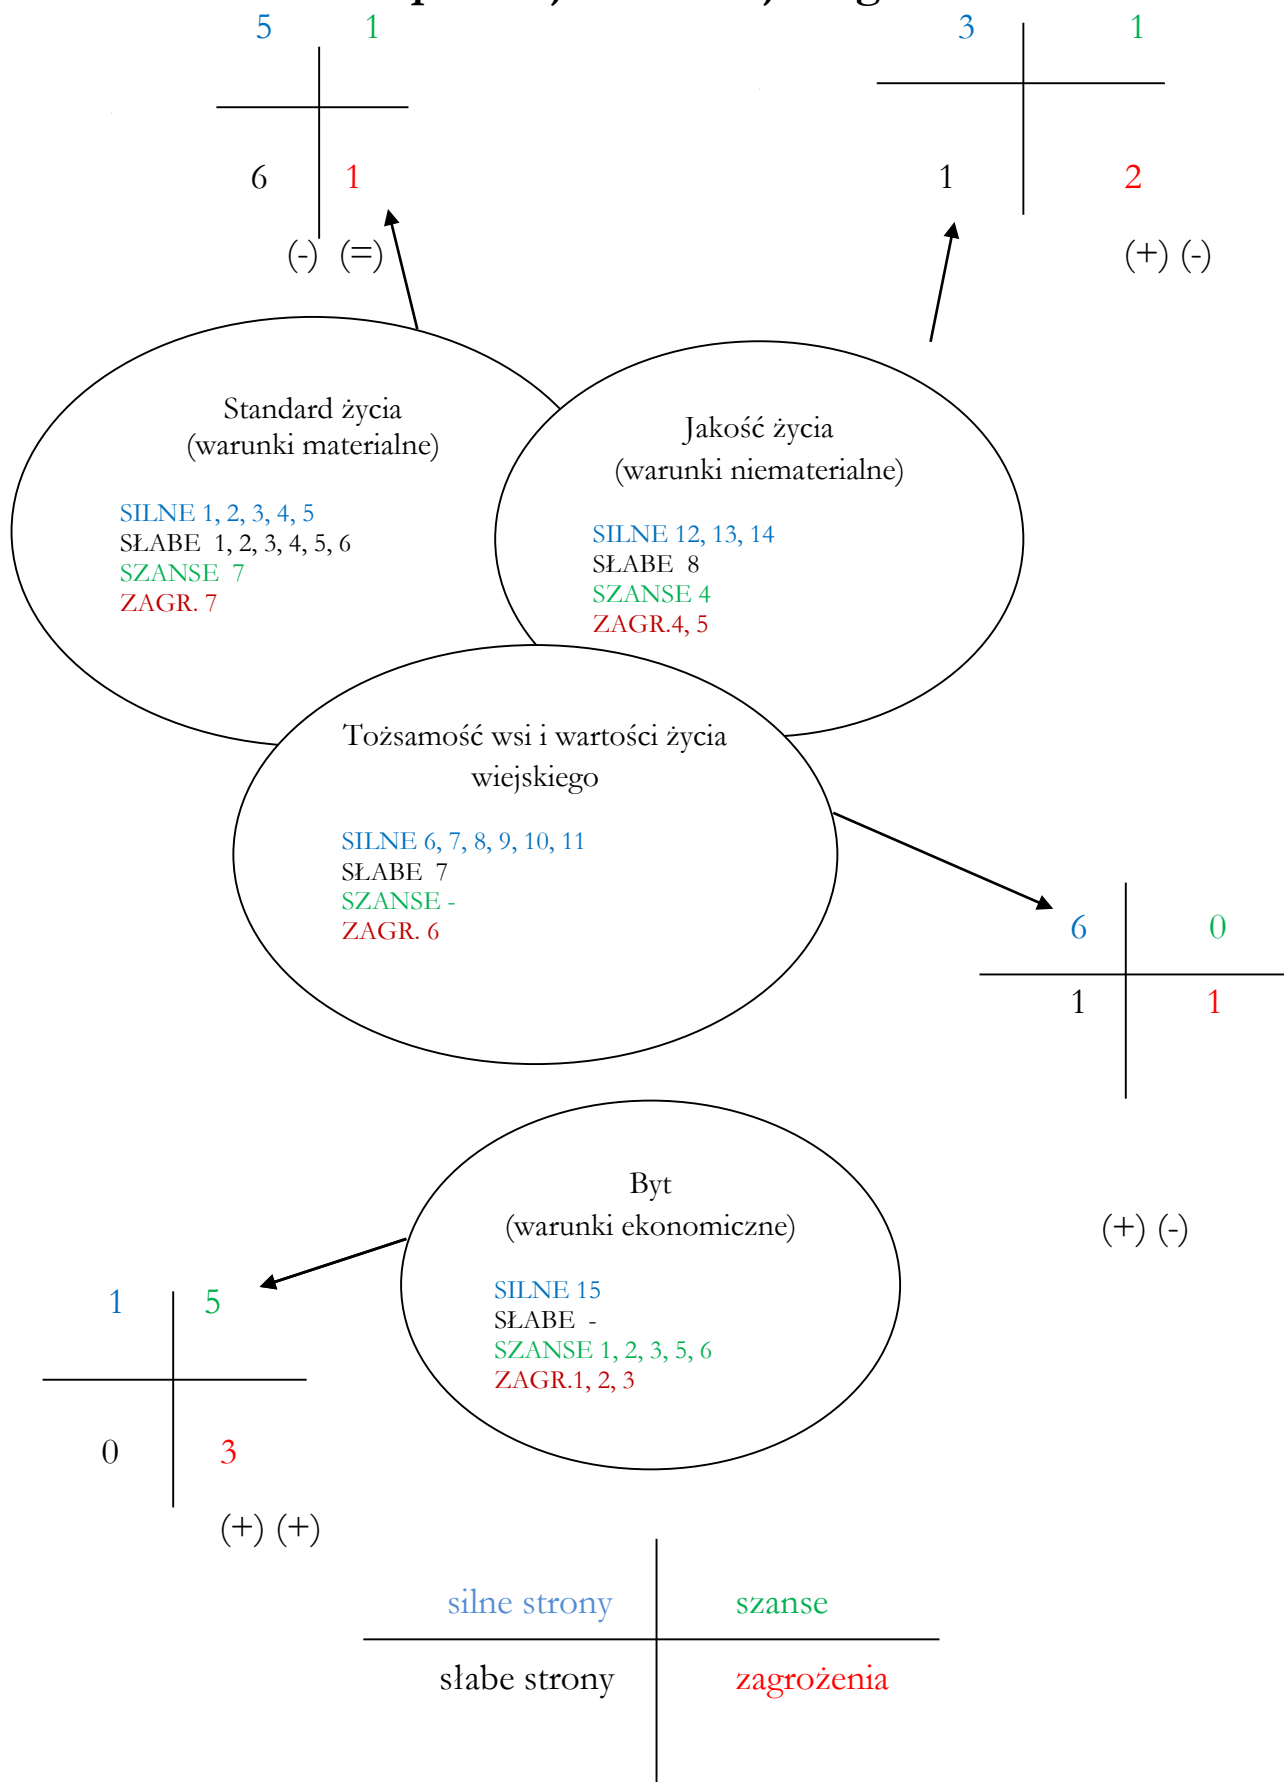 5 1
6 1
(-) (=)
3 1
1 2
(+) (-)
Standard życia
(warunki materialne)
SILNE 1, 2, 3, 4, 5
SŁABE 1, 2, 3, 4, 5, 6
SZANSE 7
ZAGR. 7
Jakość życia
(warunki niematerialne)
SILNE 12, 13, 14
SŁABE 8
SZANSE 4
ZAGR.4, 5
Tożsamość wsi i wartości życia
wiejskiego
SILNE 6, 7, 8, 9, 10, 11
SŁABE 7
SZANSE -
ZAGR. 6
6 0
1 1
(+) (-)
Byt
(warunki ekonomiczne)
SILNE 15
SŁABE -
SZANSE 1, 2, 3, 5, 6
ZAGR.1, 2, 3
1 5
0 3
(+) (+)
silne strony szanse
słabe strony zagrożenia